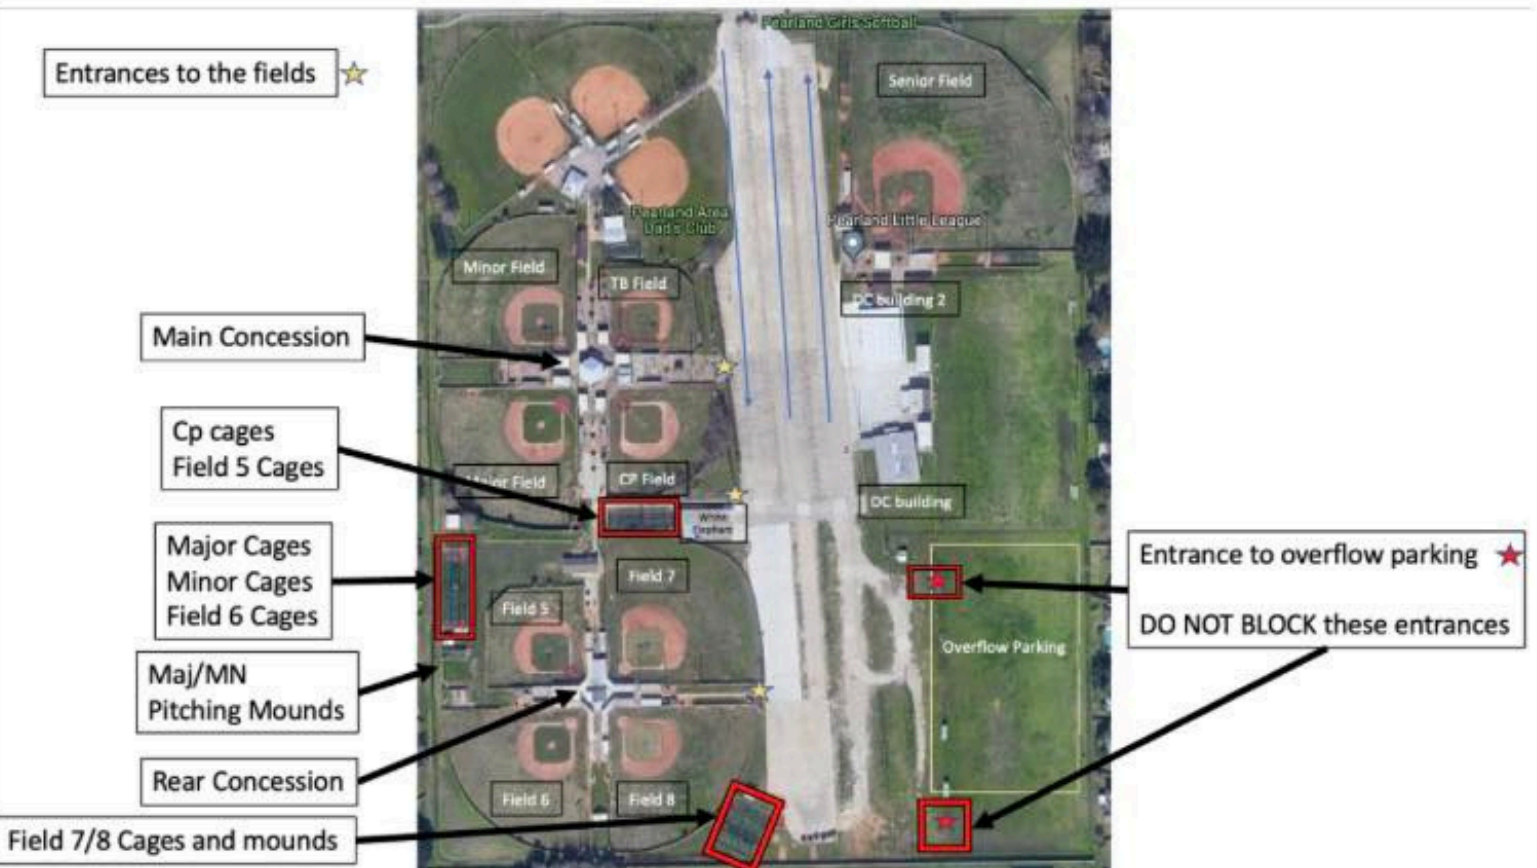 Pearland Girls Softball
Entrances to the fields
Senior Field
Pearland Area
Dad's Club
Pearland Little League
Minor Field
TB Field
DC building 2
Main Concession
Cp cages
Field 5 Cages
Major Field
CP Field
DC building
White
Elephant
Major Cages
Minor Cages
Field 6 Cages
Field 7
Field 5
Entrance to overflow parking
DO NOT BLOCK these entrances
Overflow Parking
Maj/MN
Pitching Mounds
Rear Concession
Field 6
Field 8
Field 7/8 Cages and mounds